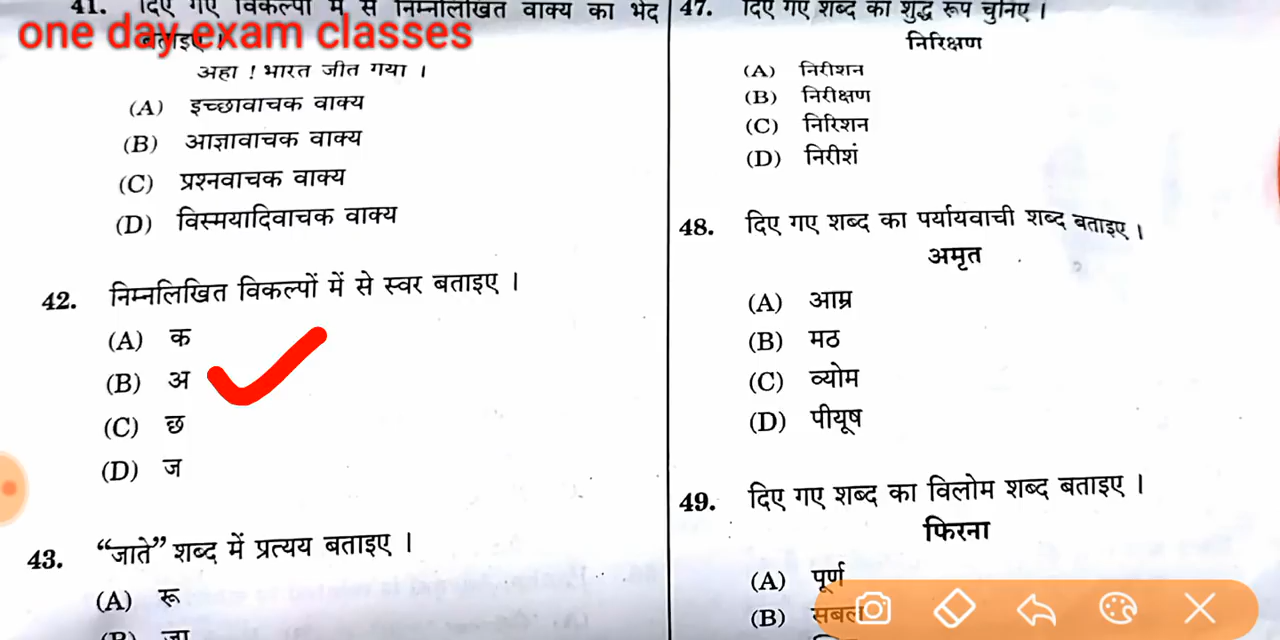 41. दिए गए विकल्पों में से निम्नलिखित वाक्य का भेद
बताइए ।
one day exam classes
अहा ! भारत जीत गया ।
(A) इच्छावाचक वाक्य
(B) आज्ञावाचक वाक्य
(C) प्रश्नवाचक वाक्य
(D) विस्मयादिवाचक वाक्य
42. निम्नलिखित विकल्पों में से स्वर बताइए ।
(A) क
(B) अ
(C) छ
(D) ज
43. “जाते” शब्द में प्रत्यय बताइए ।
(A) रू
(B) जा
47. दिए गए शब्द का शुद्ध रूप चुनिए ।
निरिक्षण
(A) निरीशन
(B) निरीक्षण
(C) निरिशन
(D) निरीशं
48. दिए गए शब्द का पर्यायवाची शब्द बताइए ।
अमृत
(A) आम्र
(B) मठ
(C) व्योम
(D) पीयूष
49. दिए गए शब्द का विलोम शब्द बताइए ।
फिरना
(A) पूर्ण
(B) सबल